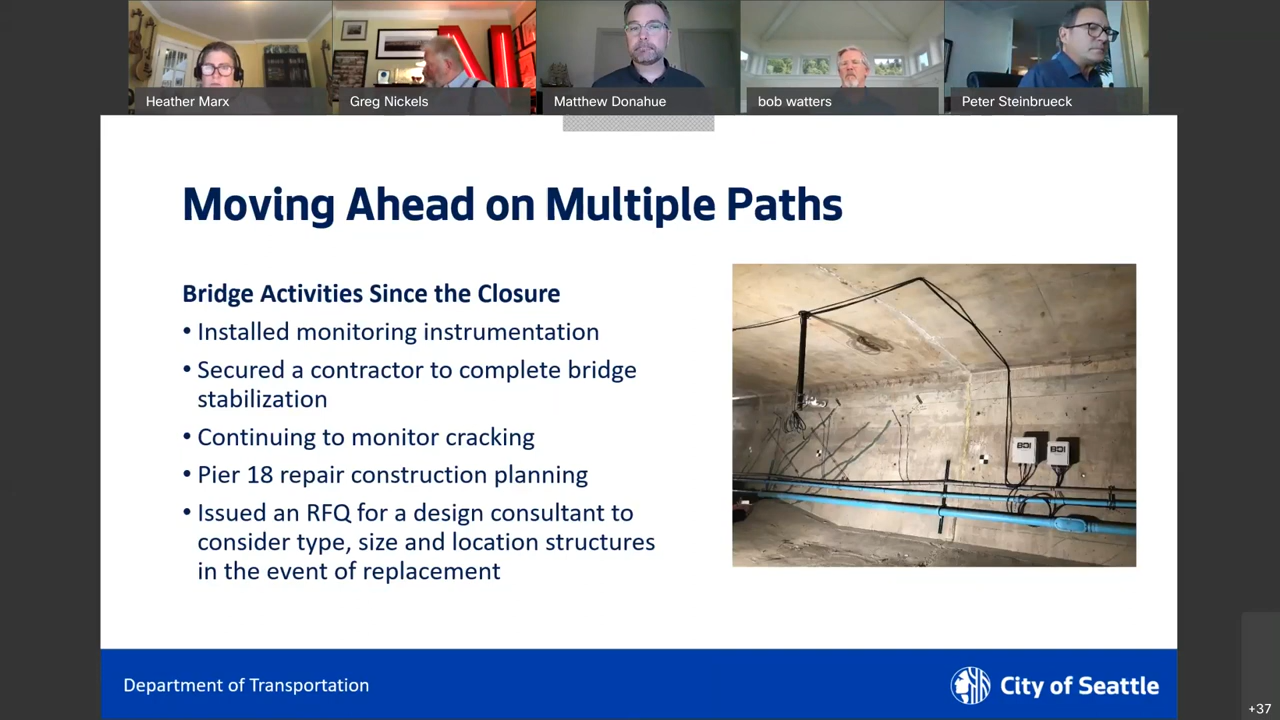 Heather Marx
Greg Nickels
Matthew Donahue
bob watters
Peter Steinbrueck
Moving Ahead on Multiple Paths
Bridge Activities Since the Closure
• Installed monitoring instrumentation
• Secured a contractor to complete bridge
stabilization
• Continuing to monitor cracking
• Pier 18 repair construction planning
• Issued an RFQ for a design consultant to
consider type, size and location structures
in the event of replacement
BDI
BDI
Department of Transportation
City of Seattle
+37